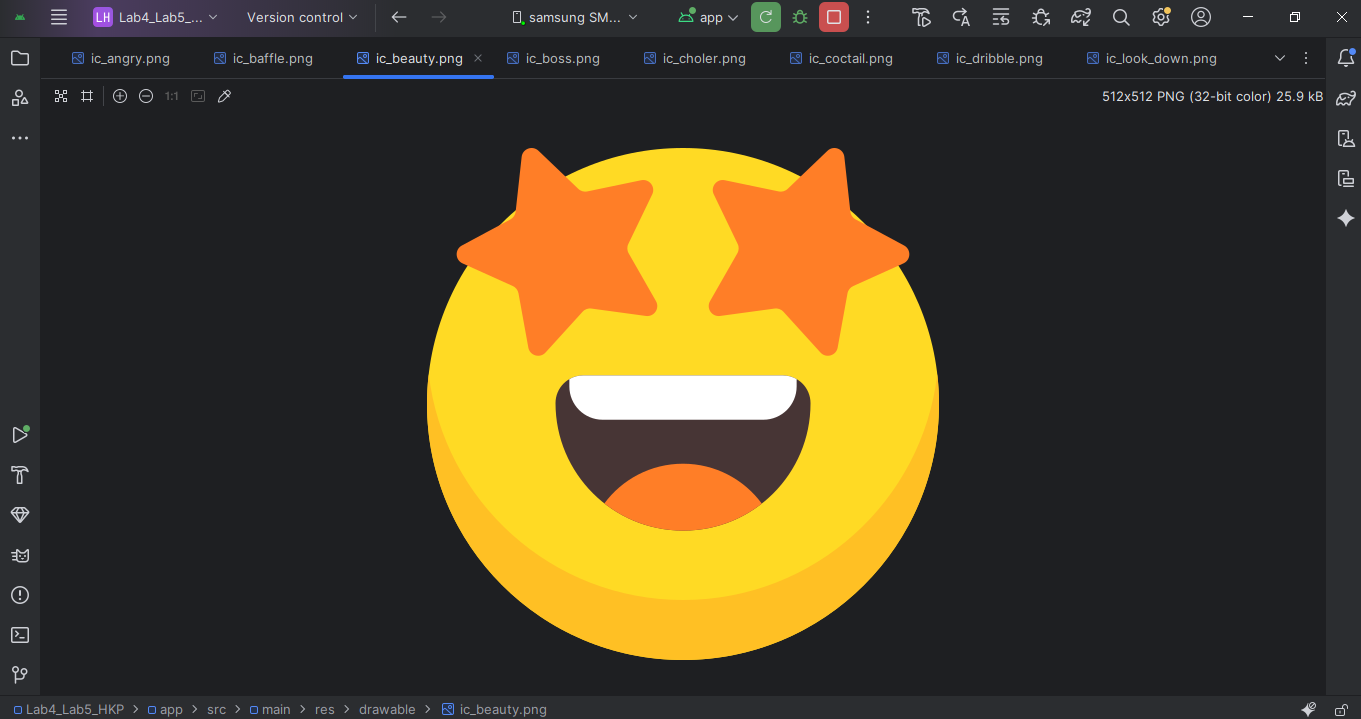 LH Lab4_Lab5_... Version control samsung SM... app
ic_angry.png ic_baffle.png ic_beauty.png ic_boss.png ic_choler.png ic_coctail.png ic_dribble.png ic_look_down.png
1:1 512x512 PNG (32-bit color) 25.9 kB
Lab4_Lab5_HKP app src main res drawable ic_beauty.png